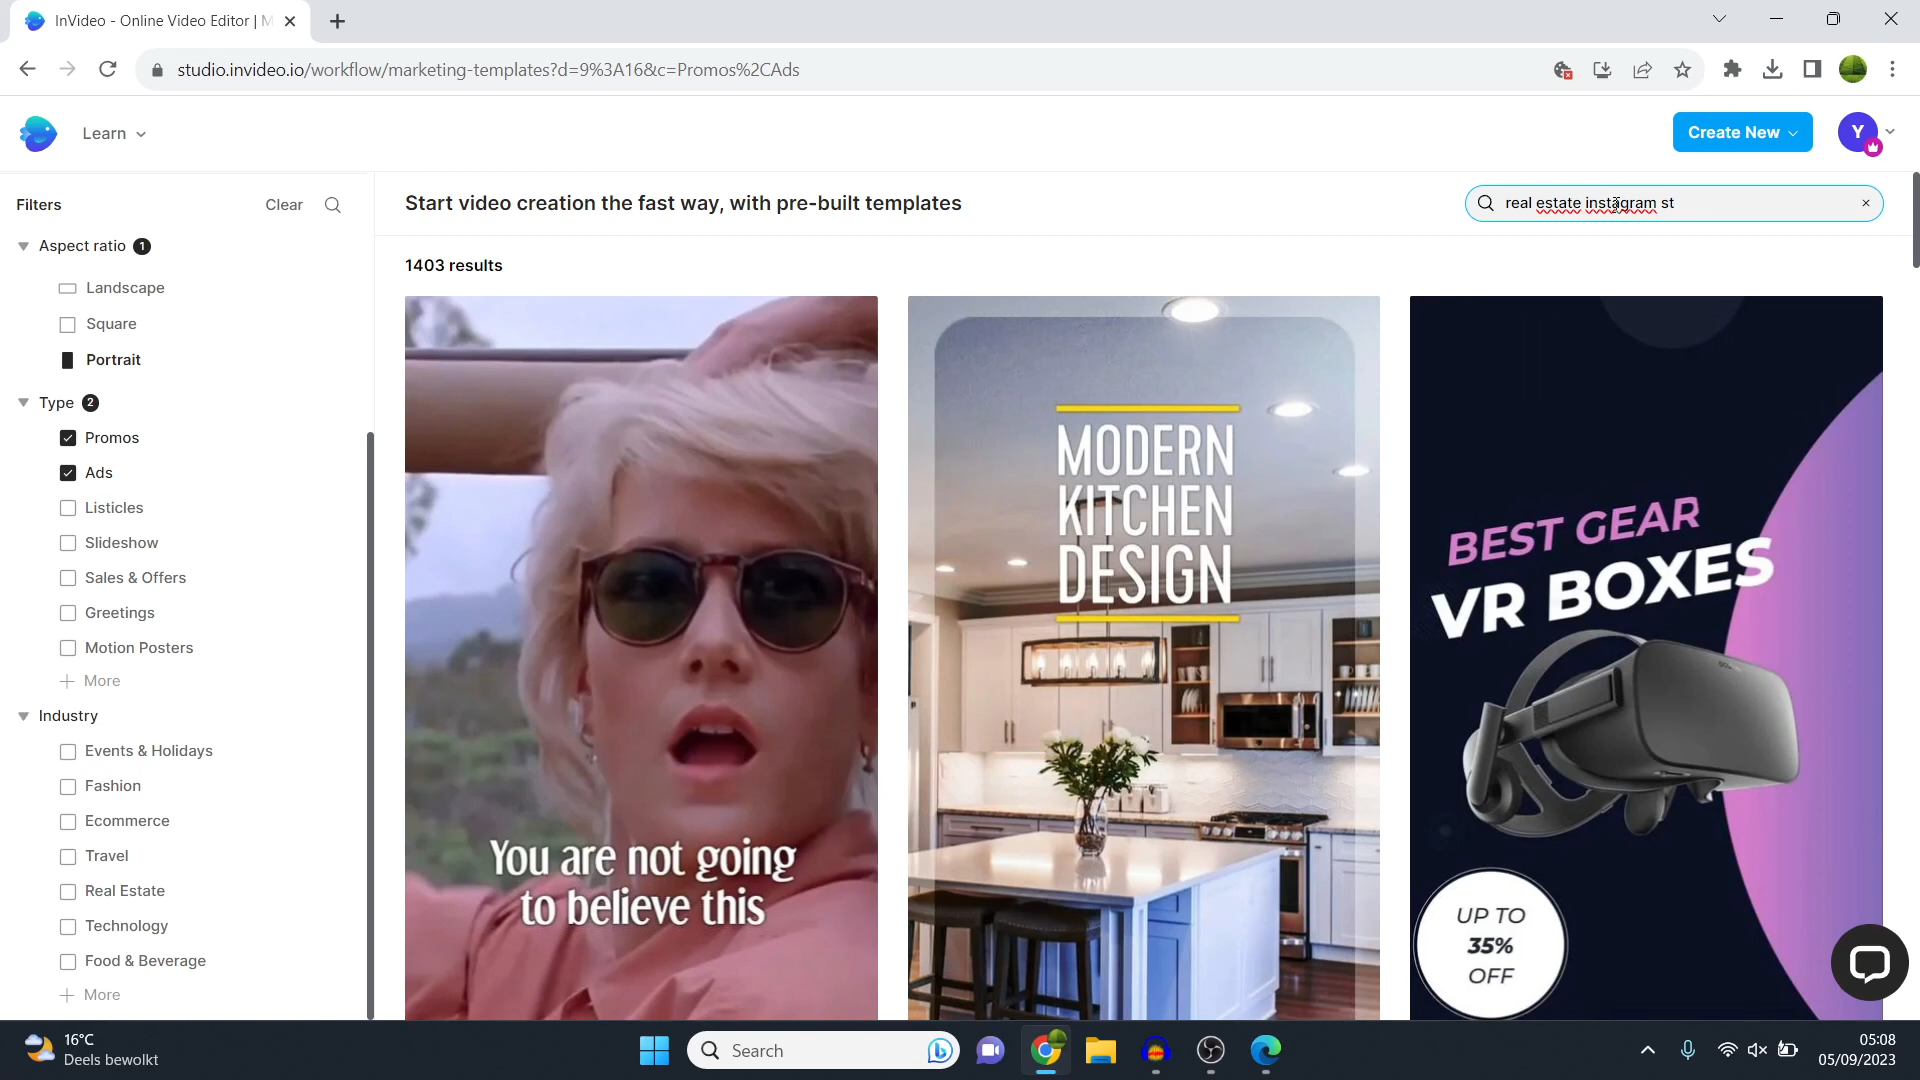 InVideo - Online Video Editor | M
studio.invideo.io/workflow/marketing-templates?d=9%3A16&c=Promos%2CAds
Learn
Create New
Y
Filters
Clear
Start video creation the fast way, with pre-built templates
real estate instagram st
Aspect ratio 1
Landscape
Square
Portrait
Type 2
Promos
Ads
Listicles
Slideshow
Sales & Offers
Greetings
Motion Posters
+ More
Industry
Events & Holidays
Fashion
Ecommerce
Travel
Real Estate
Technology
Food & Beverage
+ More
1403 results
You are not going
to believe this
MODERN
KITCHEN
DESIGN
BEST GEAR
VR BOXES
UP TO
35%
OFF
16°C
Deels bewolkt
Search
05:08
05/09/2023